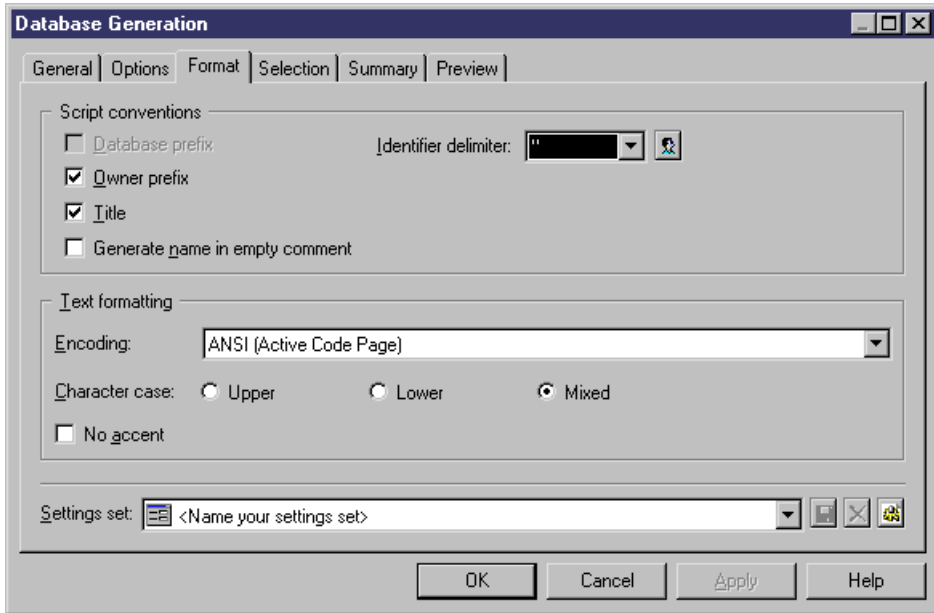 Database Generation
General Options Format Selection Summary Preview
Script conventions
Database prefix Identifier delimiter: "
Owner prefix
Title
Generate name in empty comment
Text formatting
Encoding: ANSI (Active Code Page)
Character case: Upper Lower Mixed
No accent
Settings set: <Name your settings set>
OK Cancel Apply Help